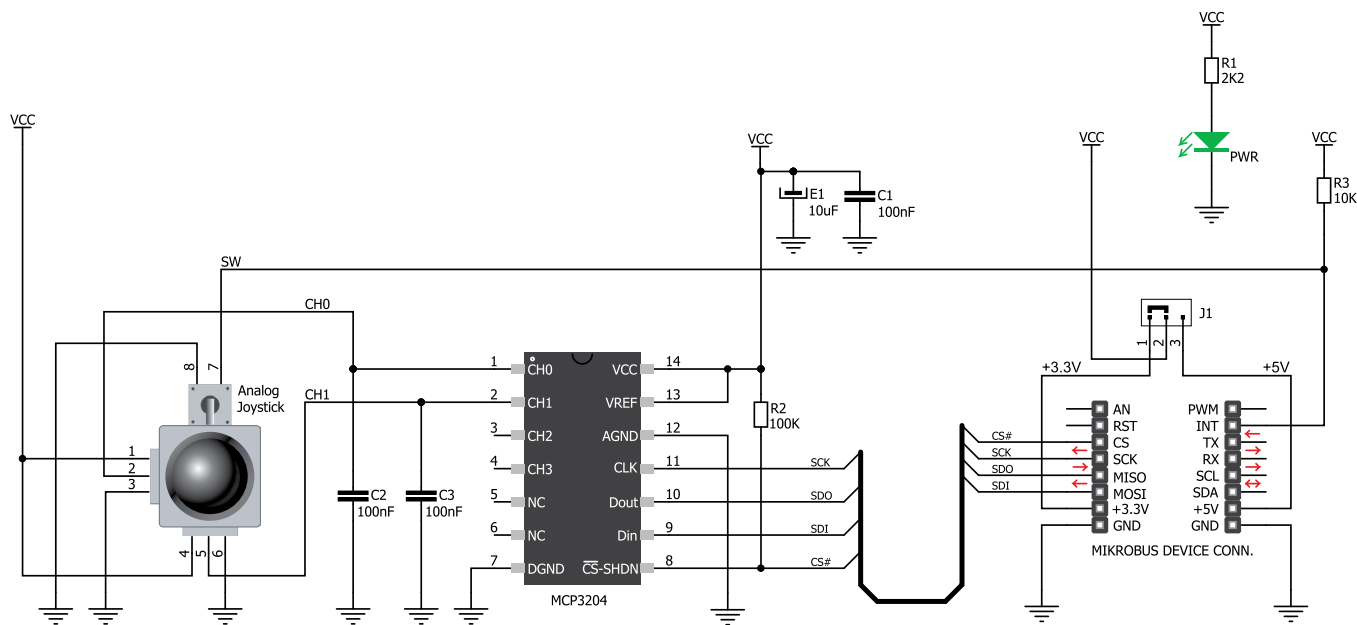 VCC
R1
2K2
PWR
VCC
VCC
VCC
VCC
R3
10K
E1
10uF
C1
100nF
SW
CH0
J1
1
2
3
+3.3V
+5V
8
7
Analog
Joystick
CH1
1
2
3
4
5
6
C2
100nF
C3
100nF
1
CH0
VCC
14
2
CH1
VREF
13
3
CH2
AGND
12
4
CH3
CLK
11
5
NC
Dout
10
6
NC
Din
9
7
DGND
CS-SHDN
8
MCP3204
R2
100K
SCK
SDO
SDI
CS#
CS#
SCK
SDO
SDI
AN
PWM
RST
INT
CS
TX
SCK
RX
MISO
SCL
MOSI
SDA
+3.3V
+5V
GND
GND
MIKROBUS DEVICE CONN.